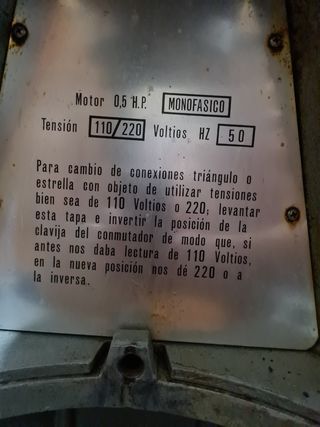 Motor 0,5 H.P. MONOFASICO
Tensión 110/220 Voltios HZ 50
Para cambio de conexiones triángulo o
estrella con objeto de utilizar tensiones
bien sea de 110 Voltios o 220; levantar
esta tapa e invertir la posición de la
clavija del conmutador de modo que, si
antes nos daba lectura de 110 Voltios,
en la nueva posición nos dé 220 o a
la inversa.